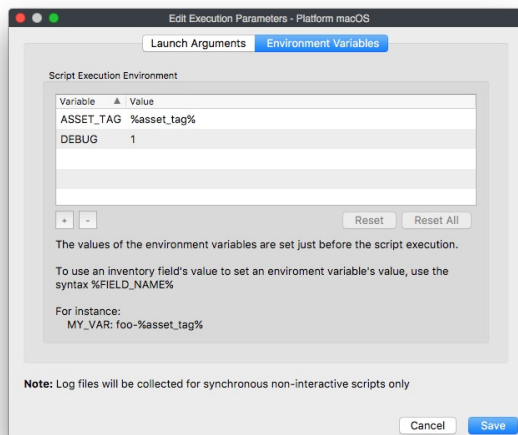 Edit Execution Parameters - Platform macOS
Launch Arguments Environment Variables
Script Execution Environment
Variable ▲ Value
ASSET_TAG %asset_tag%
DEBUG 1
+ - Reset Reset All
The values of the environment variables are set just before the script execution.
To use an inventory field's value to set an enviroment variable's value, use the
syntax %FIELD_NAME%
For instance:
MY_VAR: foo-%asset_tag%
Note: Log files will be collected for synchronous non-interactive scripts only
Cancel Save